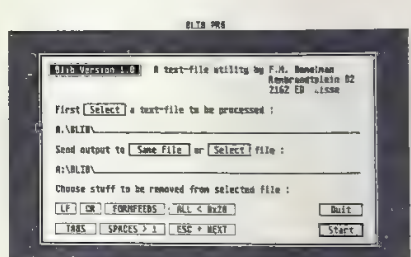 BLIB PRG
Blib Version 1.0 A text-file utility by F.M.
Rembrandtplein 82
2162 ED
First Select a text-file to be processed :
A:\BLIB\
Send output to Same File or Select file :
A:\BLIB\
Choose stuff to be removed from selected file :
LF CR FORMFEEDS ALL < 0x20 Quit
TABS SPACES > 1 ESC + NEXT Start